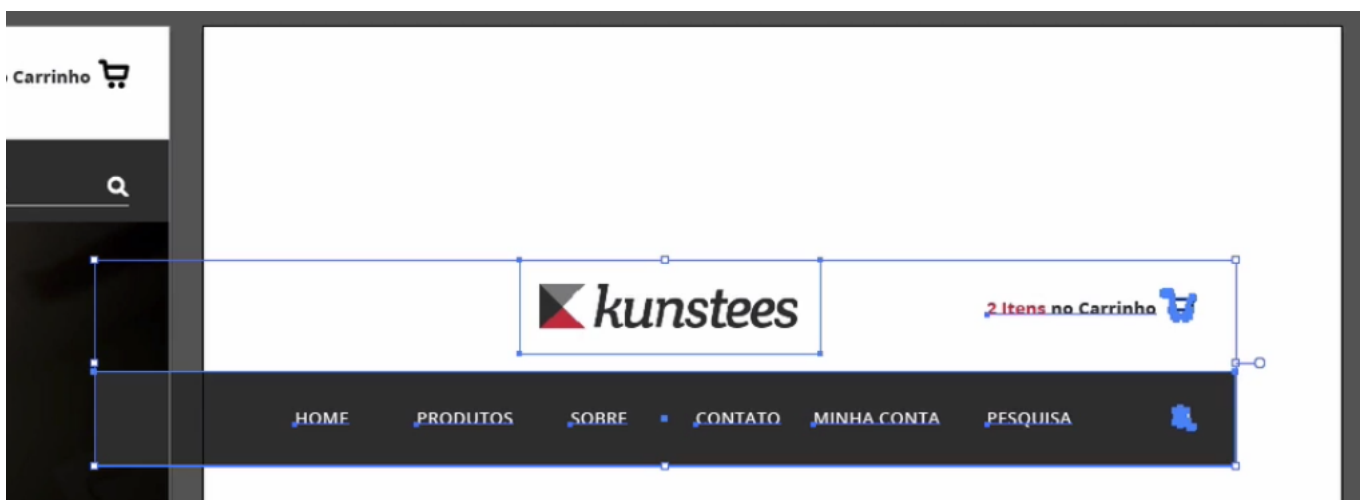 Carrinho
kunstees
2 Itens no Carrinho
HOME PRODUTOS SOBRE CONTATO MINHA CONTA PESQUISA